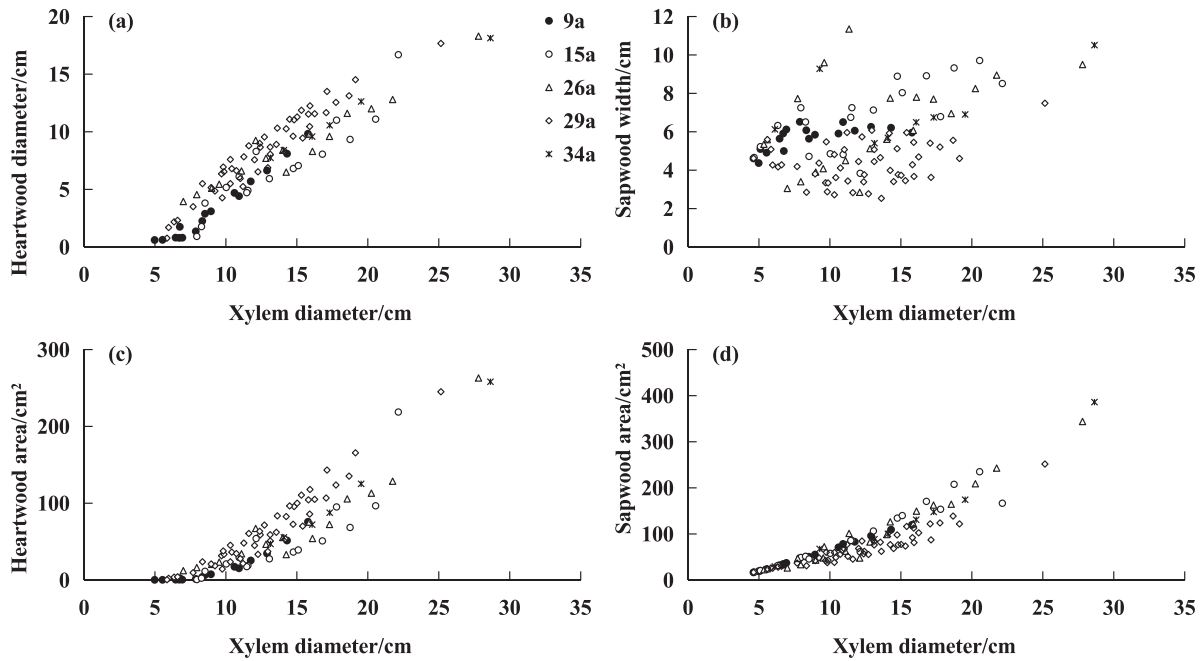 (a)
20
15
10
5
0
0 5 10 15 20 25 30 35
Heartwood diameter/cm
Xylem diameter/cm
9a
15a
26a
29a
34a
(b)
12
10
8
6
4
2
0
0 5 10 15 20 25 30 35
Sapwood width/cm
Xylem diameter/cm
(c)
300
200
100
0
0 5 10 15 20 25 30 35
Heartwood area/cm²
Xylem diameter/cm
(d)
500
400
300
200
100
0
0 5 10 15 20 25 30 35
Sapwood area/cm²
Xylem diameter/cm